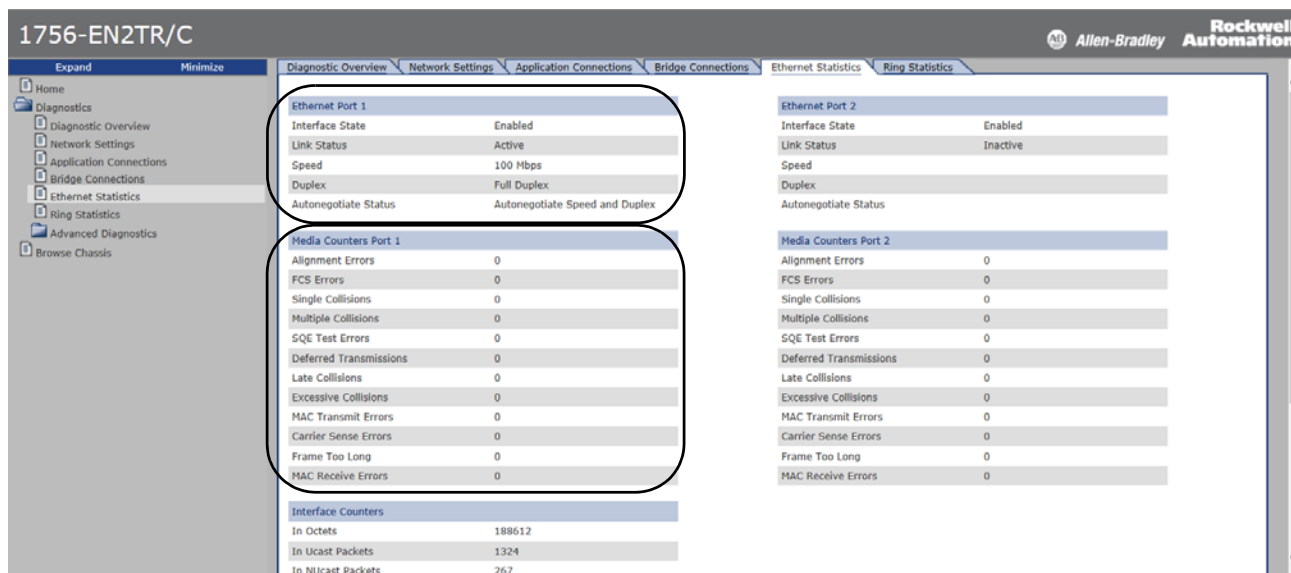 1756-EN2TR/C
Allen-Bradley
Rockwell
Automation
Expand Minimize
Home
Diagnostics
Diagnostic Overview
Network Settings
Application Connections
Bridge Connections
Ethernet Statistics
Ring Statistics
Advanced Diagnostics
Browse Chassis
Diagnostic Overview Network Settings Application Connections Bridge Connections Ethernet Statistics Ring Statistics
Ethernet Port 1
Interface State Enabled
Link Status Active
Speed 100 Mbps
Duplex Full Duplex
Autonegotiate Status Autonegotiate Speed and Duplex
Ethernet Port 2
Interface State Enabled
Link Status Inactive
Speed
Duplex
Autonegotiate Status
Media Counters Port 1
Alignment Errors 0
FCS Errors 0
Single Collisions 0
Multiple Collisions 0
SQE Test Errors 0
Deferred Transmissions 0
Late Collisions 0
Excessive Collisions 0
MAC Transmit Errors 0
Carrier Sense Errors 0
Frame Too Long 0
MAC Receive Errors 0
Media Counters Port 2
Alignment Errors 0
FCS Errors 0
Single Collisions 0
Multiple Collisions 0
SQE Test Errors 0
Deferred Transmissions 0
Late Collisions 0
Excessive Collisions 0
MAC Transmit Errors 0
Carrier Sense Errors 0
Frame Too Long 0
MAC Receive Errors 0
Interface Counters
In Octets 188612
In Ucast Packets 1324
In NUcast Packets 267